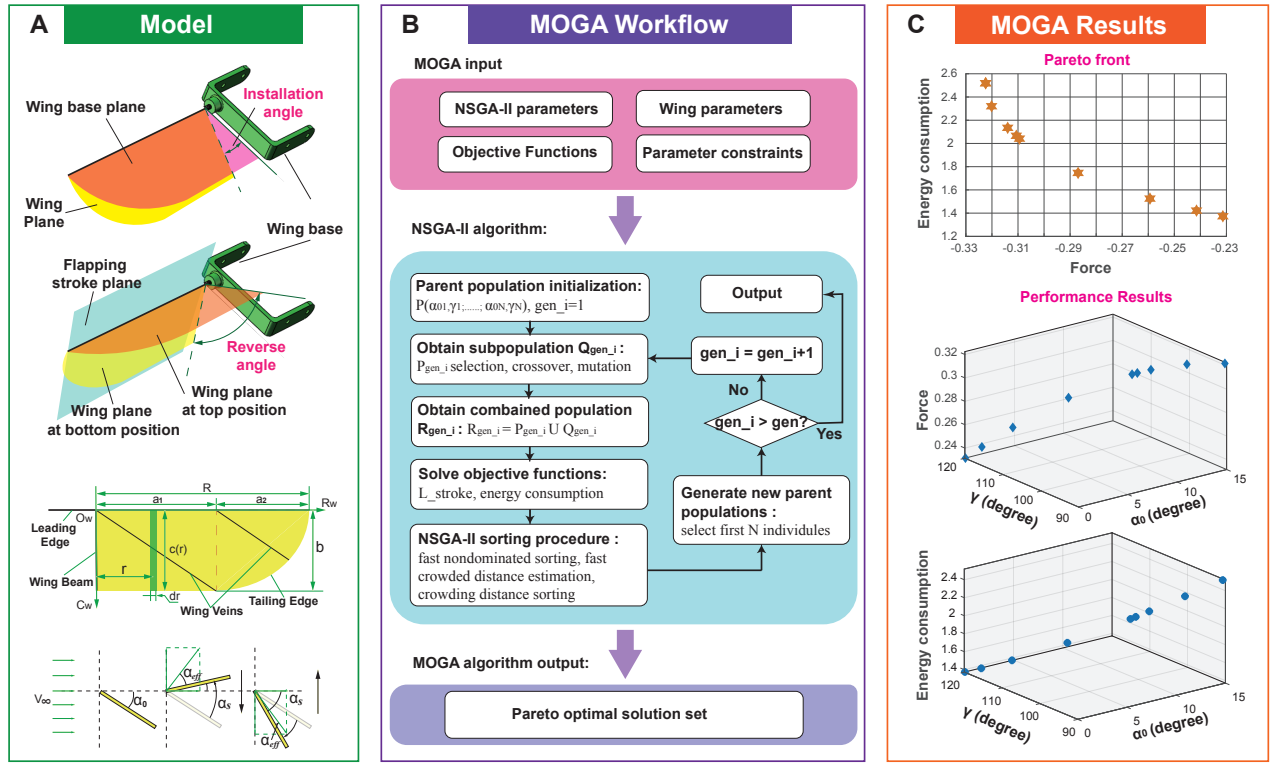 A
Model
Wing base plane
Installation
angle
Wing
Plane
Wing base
Flapping
stroke plane
Reverse
angle
Wing plane
at top position
Wing plane
at bottom position
R
a₁
a₂
Rw
Ow
Leading
Edge
c(r)
b
r
Wing Beam
Cw
dr
Wing Veins
Tailing Edge
V∞
α₀
αeff
αs
αs
αeff
B
MOGA Workflow
MOGA input
NSGA-II parameters
Wing parameters
Objective Functions
Parameter constraints
NSGA-II algorithm:
Parent population initialization:
P(α01,γ1;......; α0N,γN), gen_i=1
Output
Obtain subpopulation Qgen_i :
Pgen_i selection, crossover, mutation
gen_i = gen_i+1
No
Obtain combained population
Rgen_i : Rgen_i = Pgen_i U Qgen_i
gen_i > gen?
Yes
Solve objective functions:
L_stroke, energy consumption
Generate new parent
populations :
select first N individules
NSGA-II sorting procedure :
fast nondominated sorting, fast
crowded distance estimation,
crowding distance sorting
MOGA algorithm output:
Pareto optimal solution set
C
MOGA Results
Pareto front
Energy consumption
2.6
2.4
2.2
2
1.8
1.6
1.4
1.2
-0.33
-0.31
-0.29
-0.27
-0.25
-0.23
Force
Performance Results
Force
0.32
0.3
0.28
0.26
0.24
120
110
100
90
γ (degree)
0
5
10
15
α₀ (degree)
Energy consumption
2.4
2.2
2
1.8
1.6
1.4
120
110
100
90
γ (degree)
0
5
10
15
α₀ (degree)